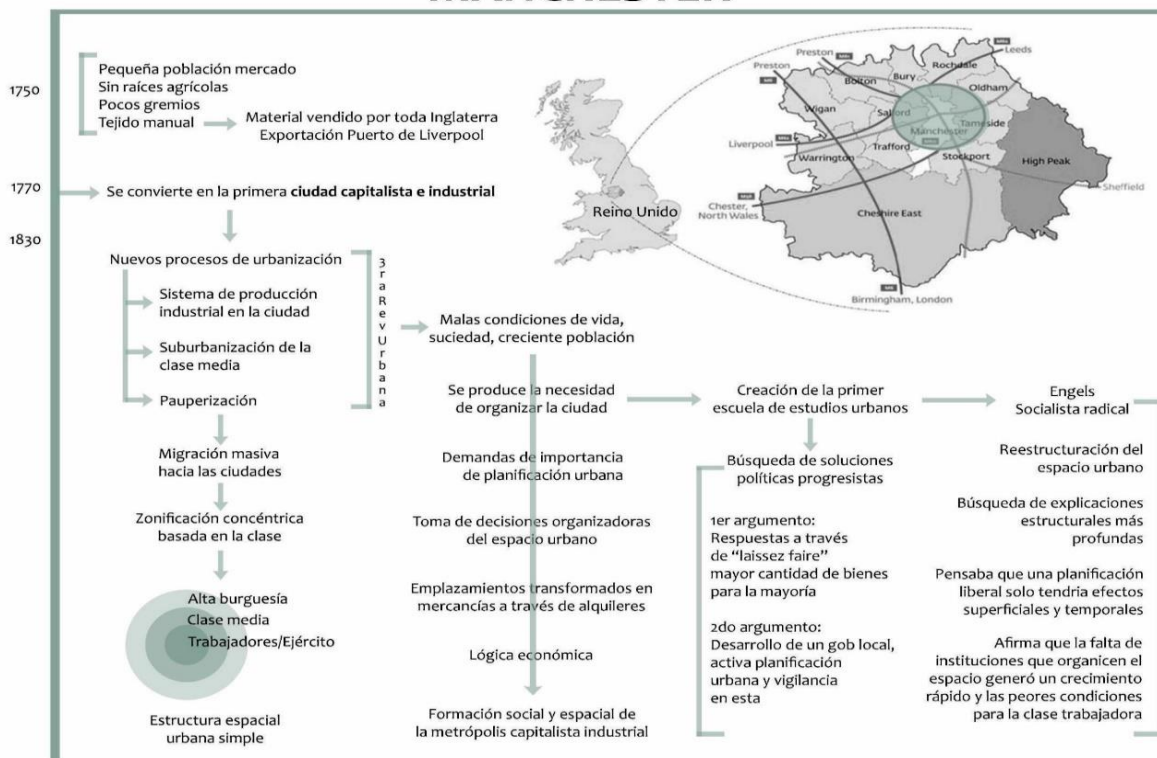 MANCHESTER
1750
Pequeña población mercado
Sin raíces agrícolas
Pocos gremios
Tejido manual
Material vendido por toda Inglaterra
Exportación Puerto de Liverpool
1770
Se convierte en la primera ciudad capitalista e industrial
1830
Nuevos procesos de urbanización
Sistema de producción
industrial en la ciudad
Suburbanización de la
clase media
Pauperización
3ra Rev Urbana
Migración masiva
hacia las ciudades
Zonificación concéntrica
basada en la clase
Alta burguesía
Clase media
Trabajadores/Ejército
Estructura espacial
urbana simple
Reino Unido
Preston
Preston
Leeds
Rochdale
Bury
Bolton
Oldham
Wigan
Salford
Manchester
Tameside
Liverpool
Trafford
Warrington
Stockport
High Peak
Sheffield
Chester,
North Wales
Cheshire East
Birmingham, London
Malas condiciones de vida,
suciedad, creciente población
Se produce la necesidad
de organizar la ciudad
Demandas de importancia
de planificación urbana
Toma de decisiones organizadoras
del espacio urbano
Emplazamientos transformados en
mercancías a través de alquileres
Lógica económica
Formación social y espacial de
la metrópolis capitalista industrial
Creación de la primer
escuela de estudios urbanos
Búsqueda de soluciones
políticas progresistas
1er argumento:
Respuestas a través
de “laissez faire”
mayor cantidad de bienes
para la mayoría
2do argumento:
Desarrollo de un gob local,
activa planificación
urbana y vigilancia
en esta
Engels
Socialista radical
Reestructuración del
espacio urbano
Búsqueda de explicaciones
estructurales más
profundas
Pensaba que una planificación
liberal solo tendria efectos
superficiales y temporales
Afirma que la falta de
instituciones que organicen el
espacio generó un crecimiento
rápido y las peores condiciones
para la clase trabajadora